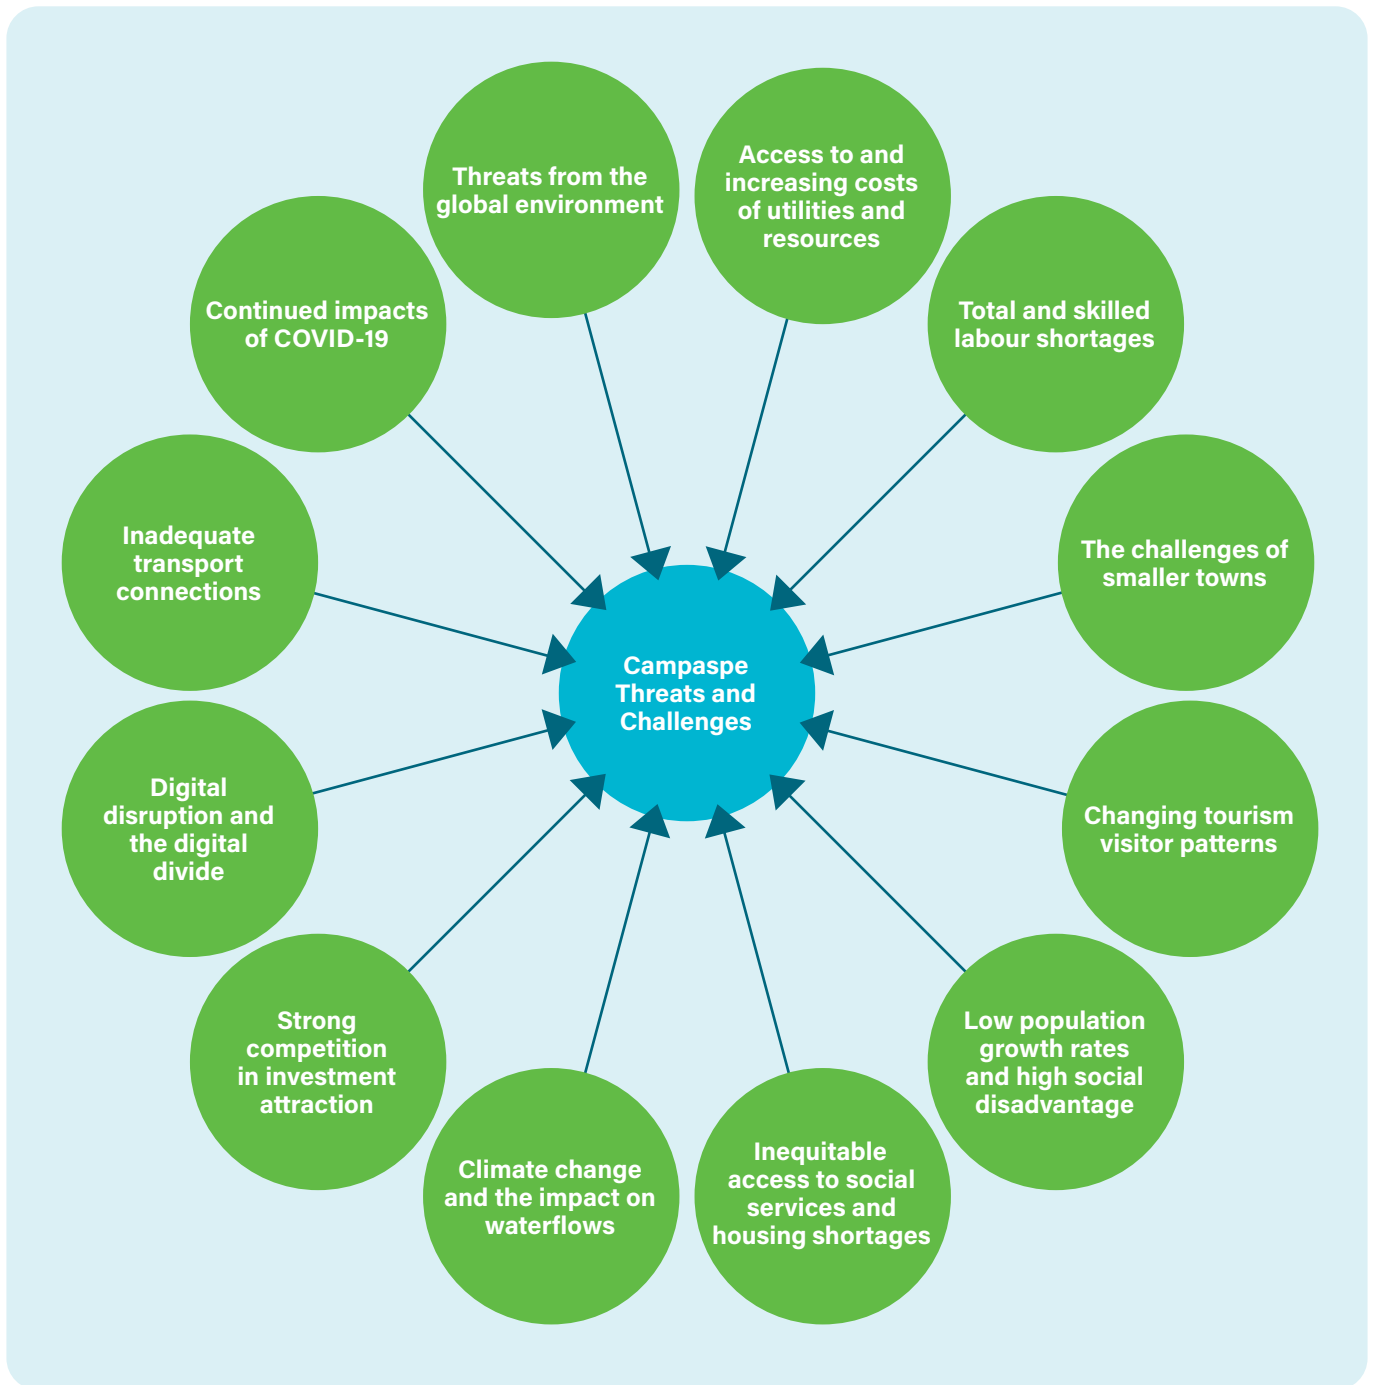 Threats from the
global environment
Access to and
increasing costs
of utilities and
resources
Total and skilled
labour shortages
The challenges of
smaller towns
Changing tourism
visitor patterns
Low population
growth rates
and high social
disadvantage
Inequitable
access to social
services and
housing shortages
Climate change
and the impact on
waterflows
Strong
competition
in investment
attraction
Digital
disruption and
the digital
divide
Inadequate
transport
connections
Continued impacts
of COVID-19
Campaspe
Threats and
Challenges